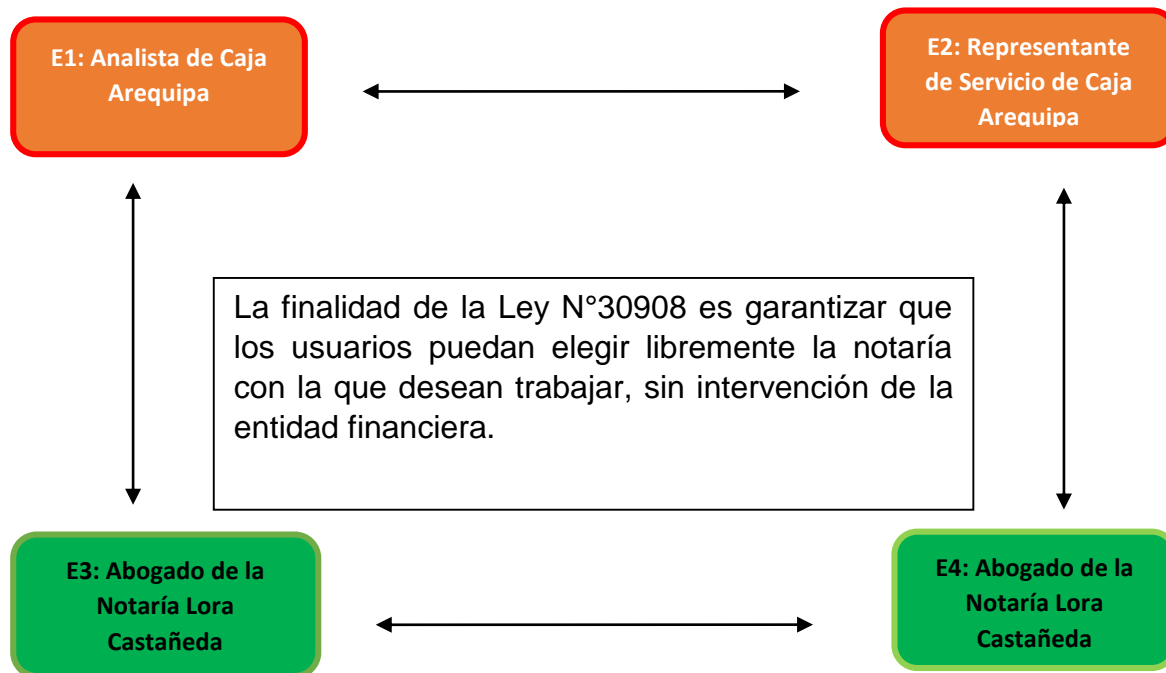 E1: Analista de Caja
Arequipa
E2: Representante
de Servicio de Caja
Arequipa
La finalidad de la Ley N°30908 es garantizar que
los usuarios puedan elegir libremente la notaría
con la que desean trabajar, sin intervención de la
entidad financiera.
E3: Abogado de la
Notaría Lora
Castañeda
E4: Abogado de la
Notaría Lora
Castañeda